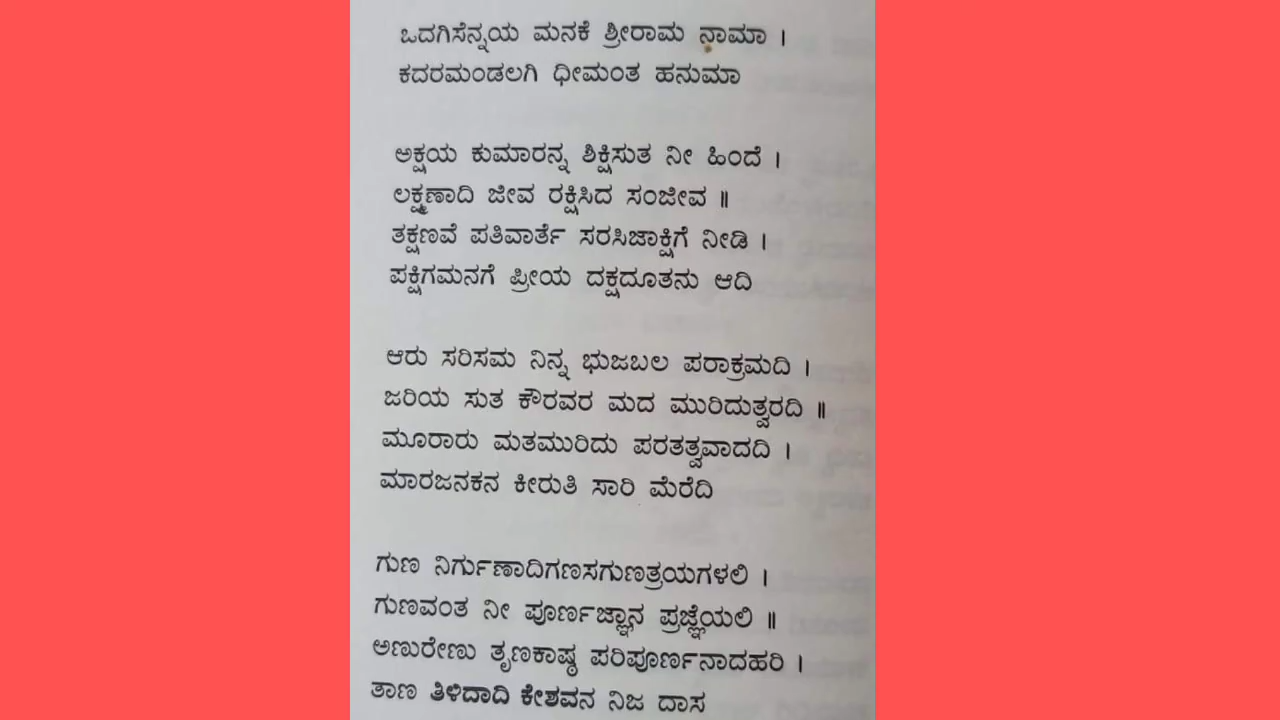 ಒದಗಿಸೆನ್ನಯ ಮನಕೆ ಶ್ರೀರಾಮ ನಾಮಾ ।
ಕದರಮಂಡಲಗಿ ಧೀಮಂತ ಹನುಮಾ
ಅಕ್ಷಯ ಕುಮಾರನ್ನ ಶಿಕ್ಷಿಸುತ ನೀ ಹಿಂದೆ ।
ಲಕ್ಷ್ಮಣಾದಿ ಜೀವ ರಕ್ಷಿಸಿದ ಸಂಜೀವ ॥
ತಕ್ಷಣವೆ ಪತಿವಾರ್ತೆ ಸರಸಿಜಾಕ್ಷಿಗೆ ನೀಡಿ ।
ಪಕ್ಷಿಗಮನಗೆ ಪ್ರೀಯ ದಕ್ಷದೂತನು ಆದಿ
ಆರು ಸರಿಸಮ ನಿನ್ನ ಭುಜಬಲ ಪರಾಕ್ರಮದಿ ।
ಜರಿಯ ಸುತ ಕೌರವರ ಮದ ಮುರಿದುತ್ವರದಿ ॥
ಮೂರಾರು ಮತಮುರಿದು ಪರತತ್ವವಾದದಿ ।
ಮಾರಜನಕನ ಕೀರುತಿ ಸಾರಿ ಮೆರೆದಿ
ಗುಣ ನಿರ್ಗುಣಾದಿಗಣಸಗುಣತ್ರಯಗಳಲಿ ।
ಗುಣವಂತ ನೀ ಪೂರ್ಣಜ್ಞಾನ ಪ್ರಜ್ಞೆಯಲಿ ॥
ಅಣುರೇಣು ತೃಣಕಾಷ್ಠ ಪರಿಪೂರ್ಣನಾದಹರಿ ।
ತಾಣ ತಿಳಿದಾದಿ ಕೇಶವನ ನಿಜ ದಾಸ